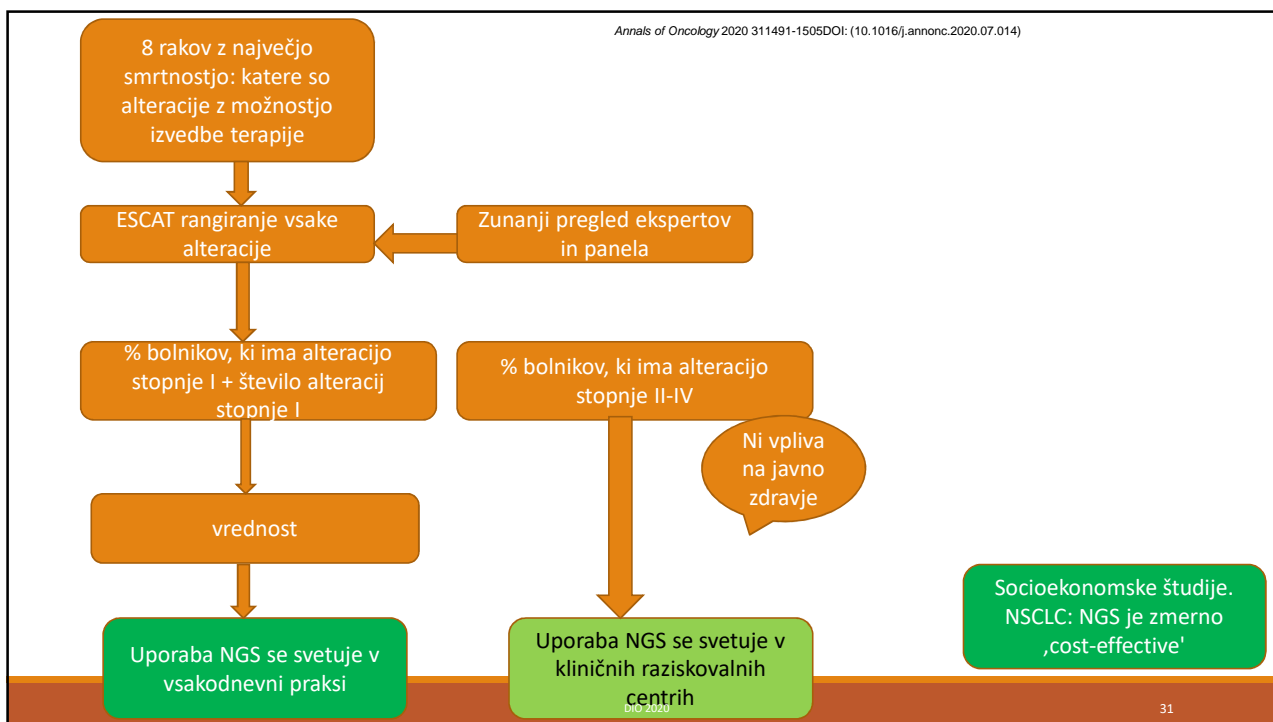 Annals of Oncology 2020 311491-1505DOI: (10.1016/j.annonc.2020.07.014)
8 rakov z največjo
smrtnostjo: katere so
alteracije z možnostjo
izvedbe terapije
ESCAT rangiranje vsake
alteracije
Zunanji pregled ekspertov
in panela
% bolnikov, ki ima alteracijo
stopnje I + število alteracij
stopnje I
% bolnikov, ki ima alteracijo
stopnje II-IV
Ni vpliva
na javno
zdravje
vrednost
Socioekonomske študije.
NSCLC: NGS je zmerno
‚cost-effective'
Uporaba NGS se svetuje v
vsakodnevni praksi
Uporaba NGS se svetuje v
kliničnih raziskovalnih
centrih
DIO 2020
31